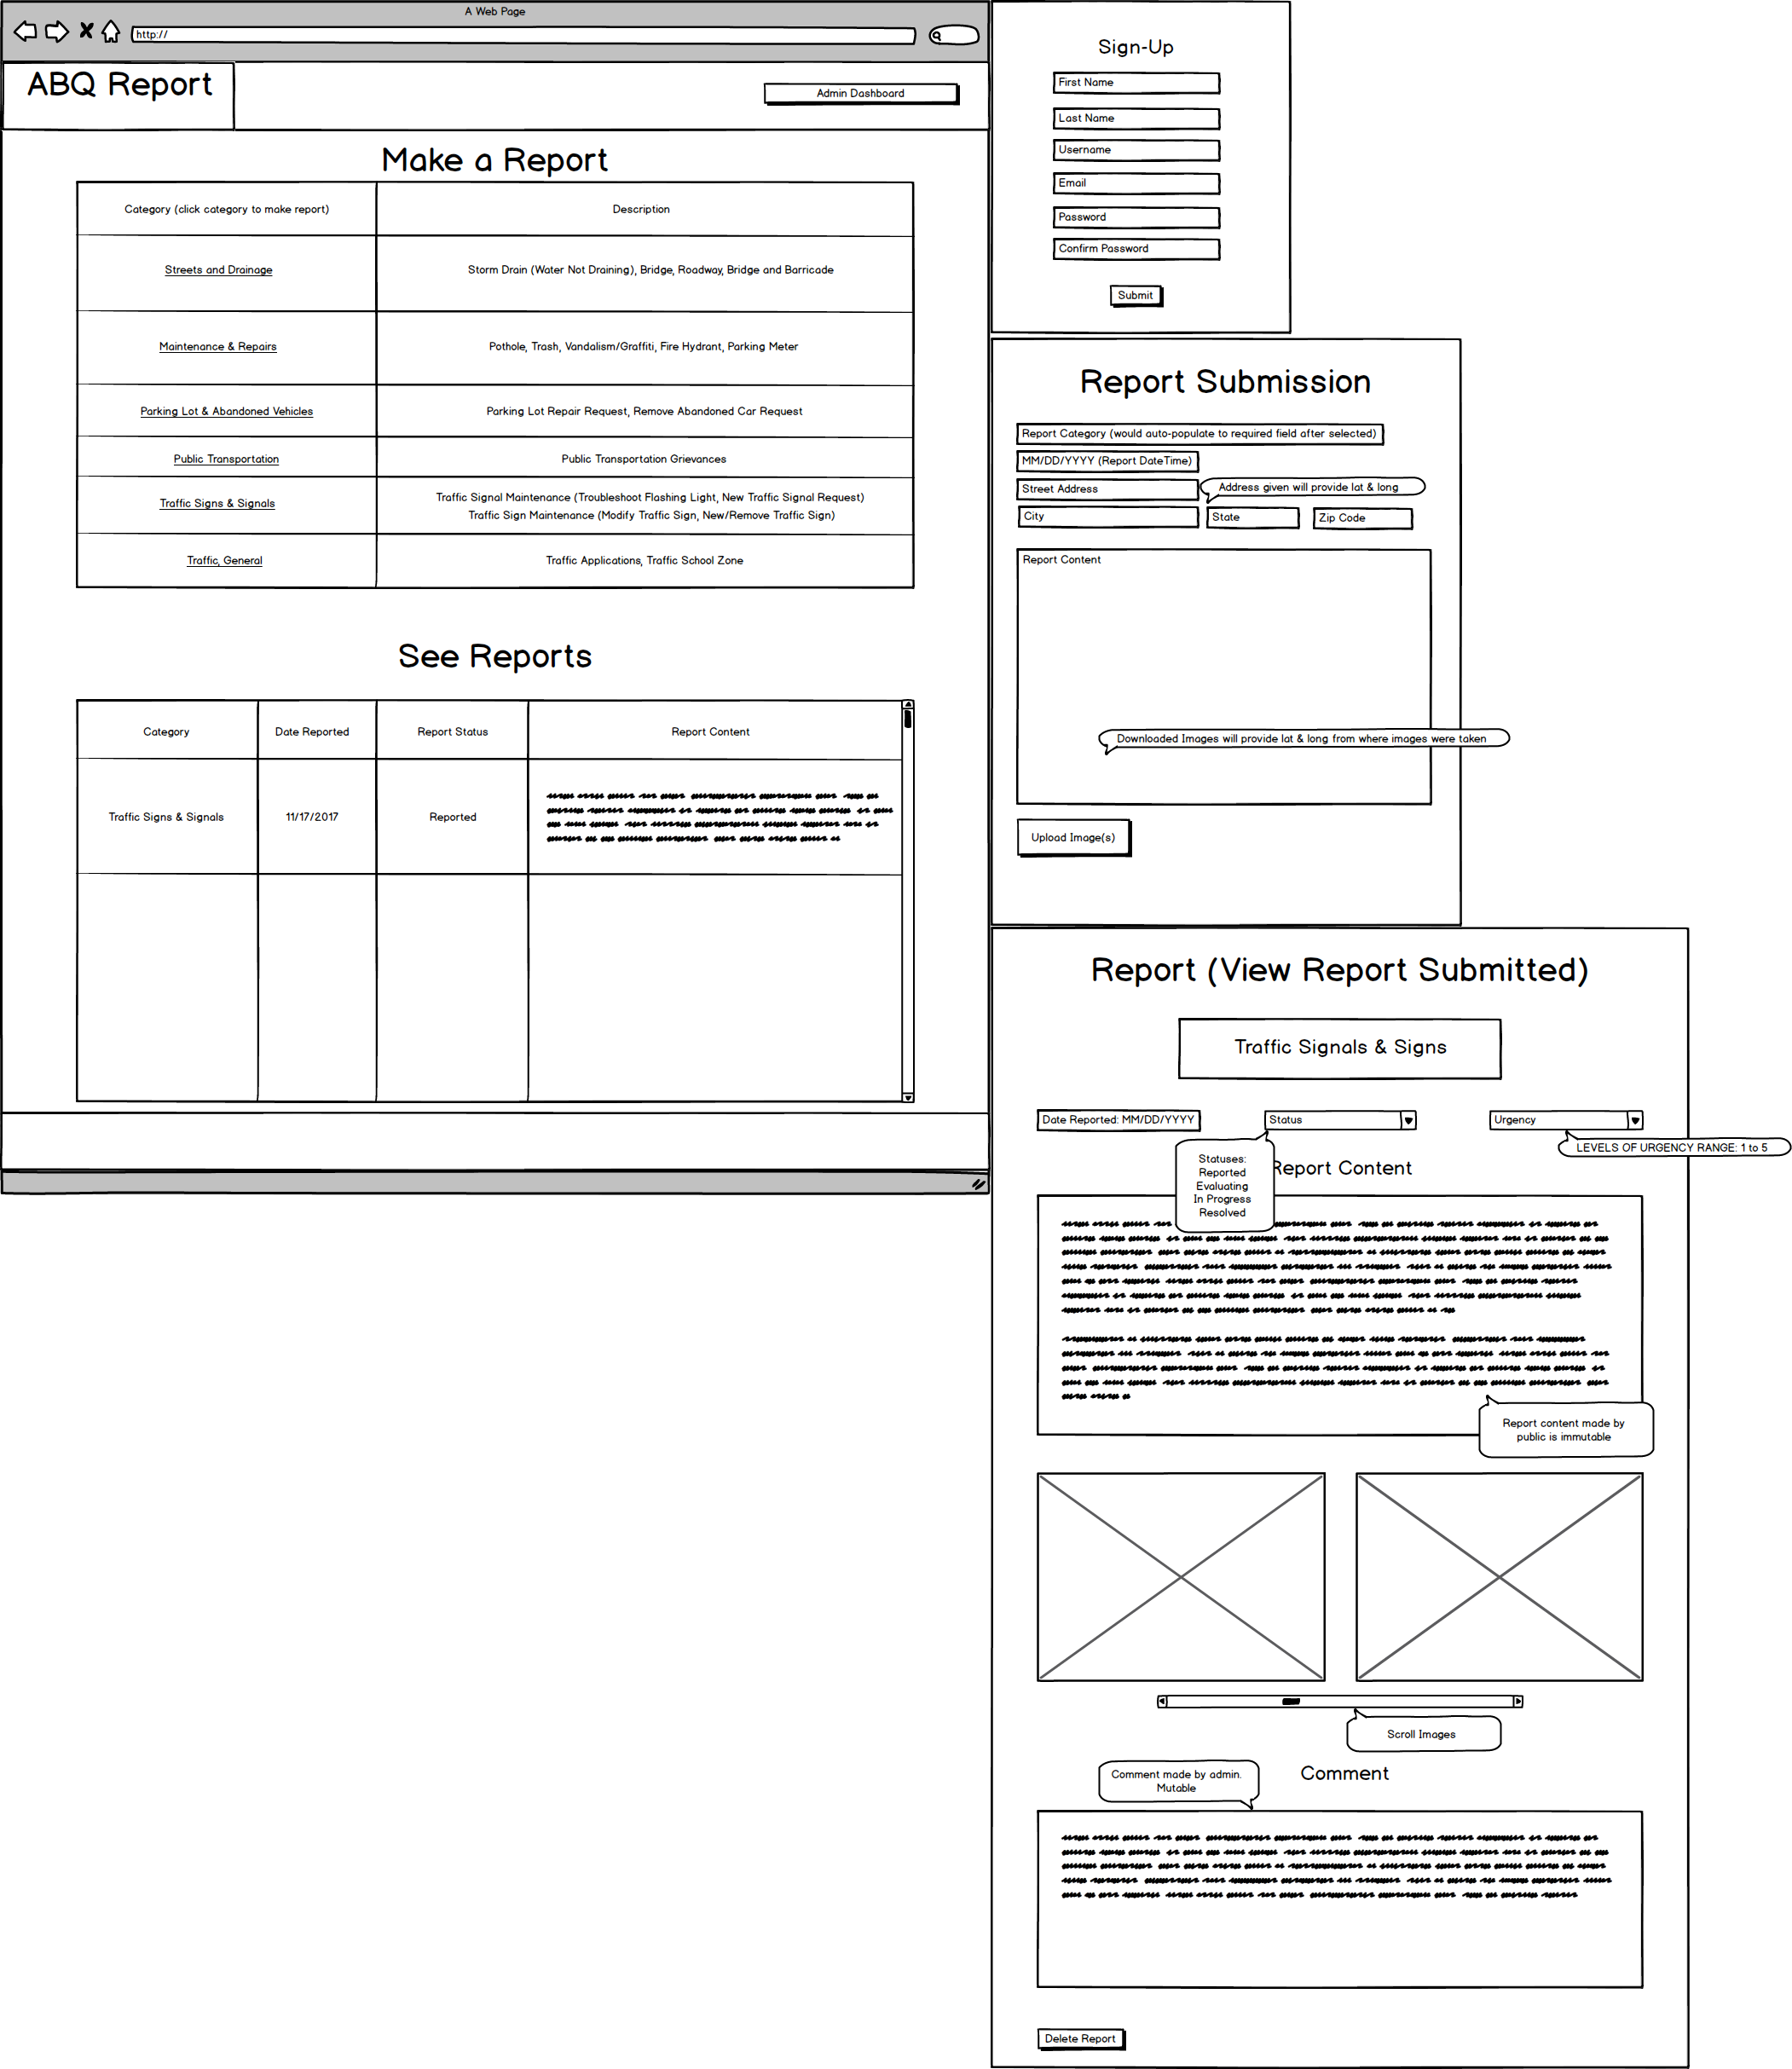 A Web Page
http://
ABQ Report
Admin Dashboard
Make a Report
Category (click category to make report)
Description
Streets and Drainage
Storm Drain (Water Not Draining), Bridge, Roadway, Bridge and Barricade
Maintenance & Repairs
Pothole, Trash, Vandalism/Graffiti, Fire Hydrant, Parking Meter
Parking Lot & Abandoned Vehicles
Parking Lot Repair Request, Remove Abandoned Car Request
Public Transportation
Public Transportation Grievances
Traffic Signs & Signals
Traffic Signal Maintenance (Troubleshoot Flashing Light, New Traffic Signal Request)
Traffic Sign Maintenance (Modify Traffic Sign, New/Remove Traffic Sign)
Traffic, General
Traffic Applications, Traffic School Zone
See Reports
Category
Date Reported
Report Status
Report Content
Traffic Signs & Signals
11/17/2017
Reported
Sign-Up
First Name
Last Name
Username
Email
Password
Confirm Password
Submit
Report Submission
Report Category (would auto-populate to required field after selected)
MM/DD/YYYY (Report DateTime)
Street Address
Address given will provide lat & long
City
State
Zip Code
Report Content
Downloaded Images will provide lat & long from where images were taken
Upload Image(s)
Report (View Report Submitted)
Traffic Signals & Signs
Date Reported: MM/DD/YYYY
Status
Urgency
LEVELS OF URGENCY RANGE: 1 to 5
Statuses:
Reported
Evaluating
In Progress
Resolved
Report Content
Report content made by
public is immutable
Scroll Images
Comment made by admin.
Mutable
Comment
Delete Report